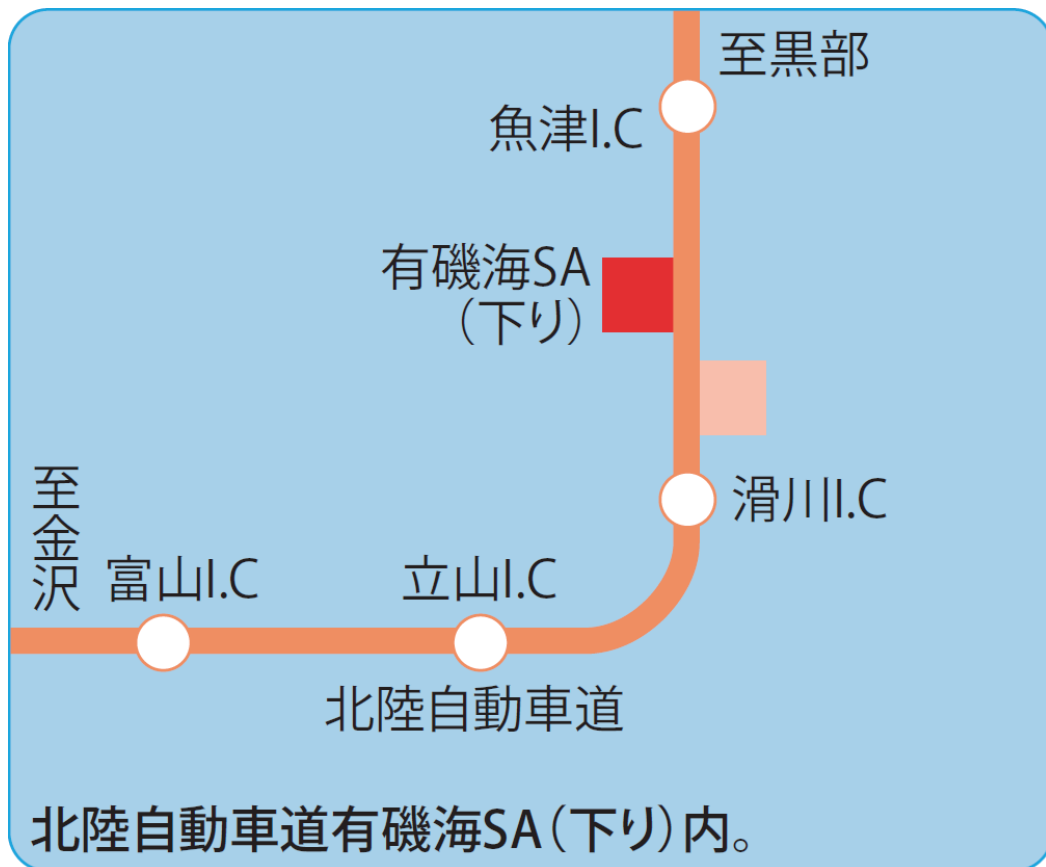 至黒部
魚津I.C
有磯海SA
（下り）
滑川I.C
至金沢
富山I.C
立山I.C
北陸自動車道
北陸自動車道有磯海SA（下り）内。